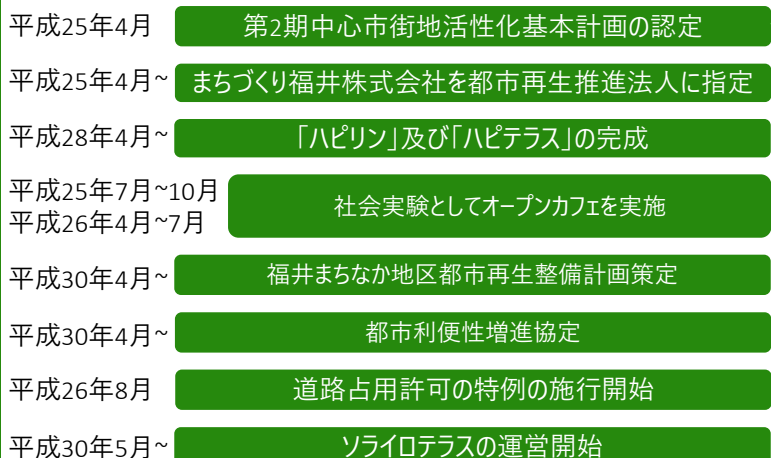 平成25年4月 第2期中心市街地活性化基本計画の認定
平成25年4月~ まちづくり福井株式会社を都市再生推進法人に指定
平成28年4月~ 「ハピリン」及び「ハピテラス」の完成
平成25年7月~10月
平成26年4月~7月
社会実験としてオープンカフェを実施
平成30年4月~ 福井まちなか地区都市再生整備計画策定
平成30年4月~ 都市利便性増進協定
平成26年8月 道路占用許可の特例の施行開始
平成30年5月~ ソライロテラスの運営開始